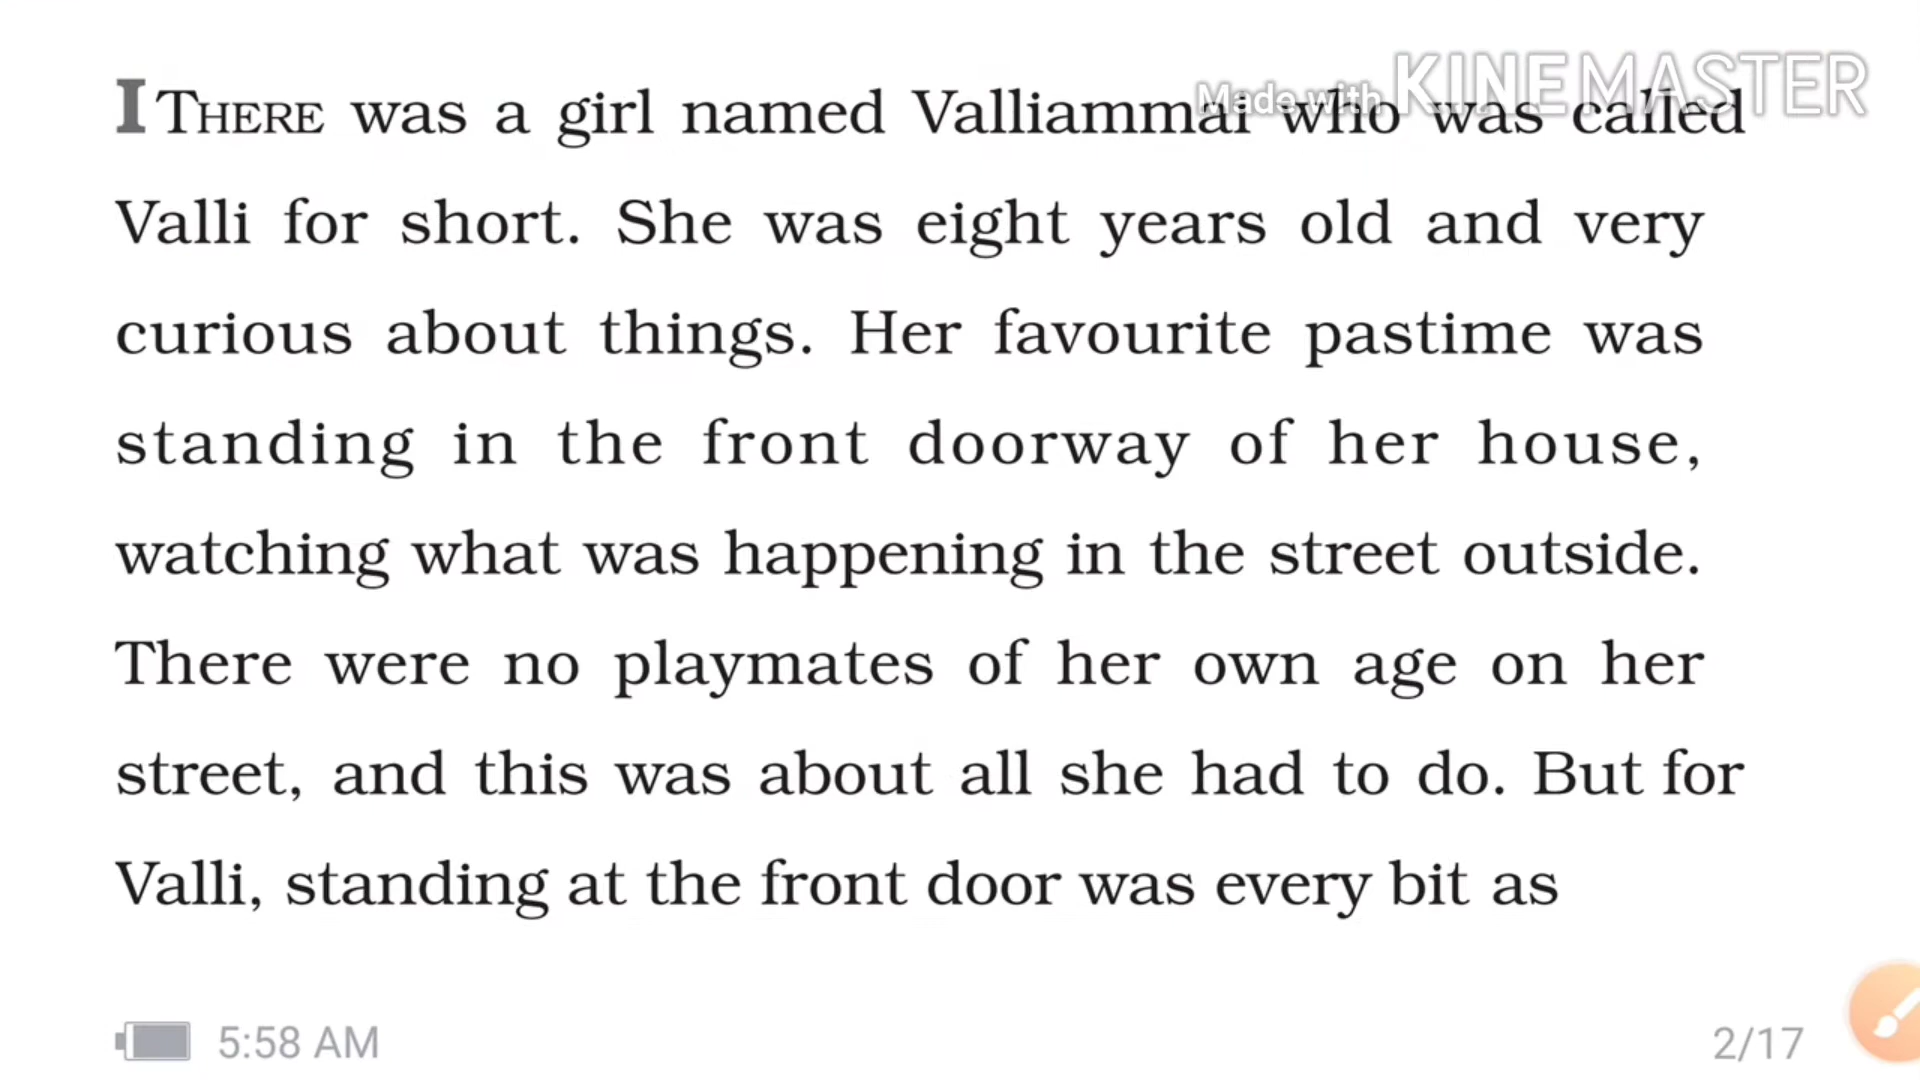 Made with KINEMASTER
I THERE was a girl named Valliammai who was called
Valli for short. She was eight years old and very
curious about things. Her favourite pastime was
standing in the front doorway of her house,
watching what was happening in the street outside.
There were no playmates of her own age on her
street, and this was about all she had to do. But for
Valli, standing at the front door was every bit as
5:58 AM
2/17